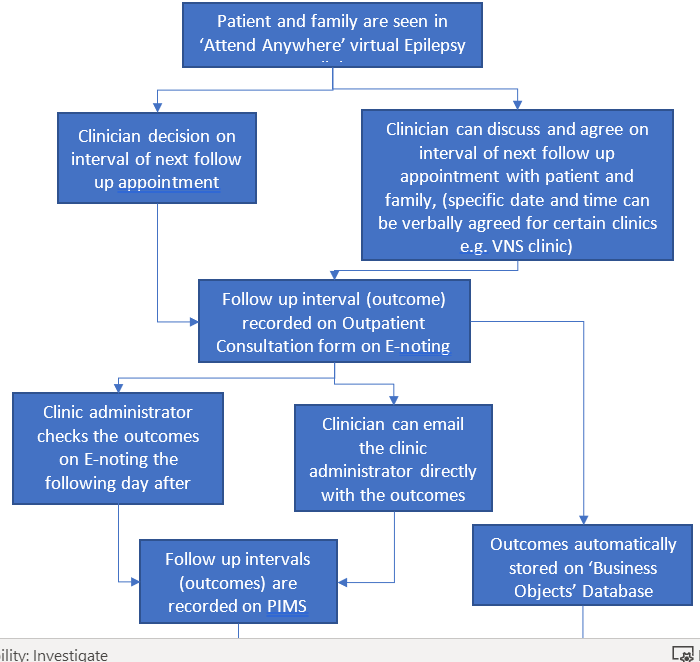 Patient and family are seen in
‘Attend Anywhere’ virtual Epilepsy
Clinician decision on
interval of next follow
up appointment
Clinician can discuss and agree on
interval of next follow up
appointment with patient and
family, (specific date and time can
be verbally agreed for certain clinics
e.g. VNS clinic)
Follow up interval (outcome)
recorded on Outpatient
Consultation form on E-noting
Clinic administrator
checks the outcomes
on E-noting the
following day after
Clinician can email
the clinic
administrator directly
with the outcomes
Outcomes automatically
stored on ‘Business
Objects’ Database
Follow up intervals
(outcomes) are
recorded on PIMS
ility: Investigate